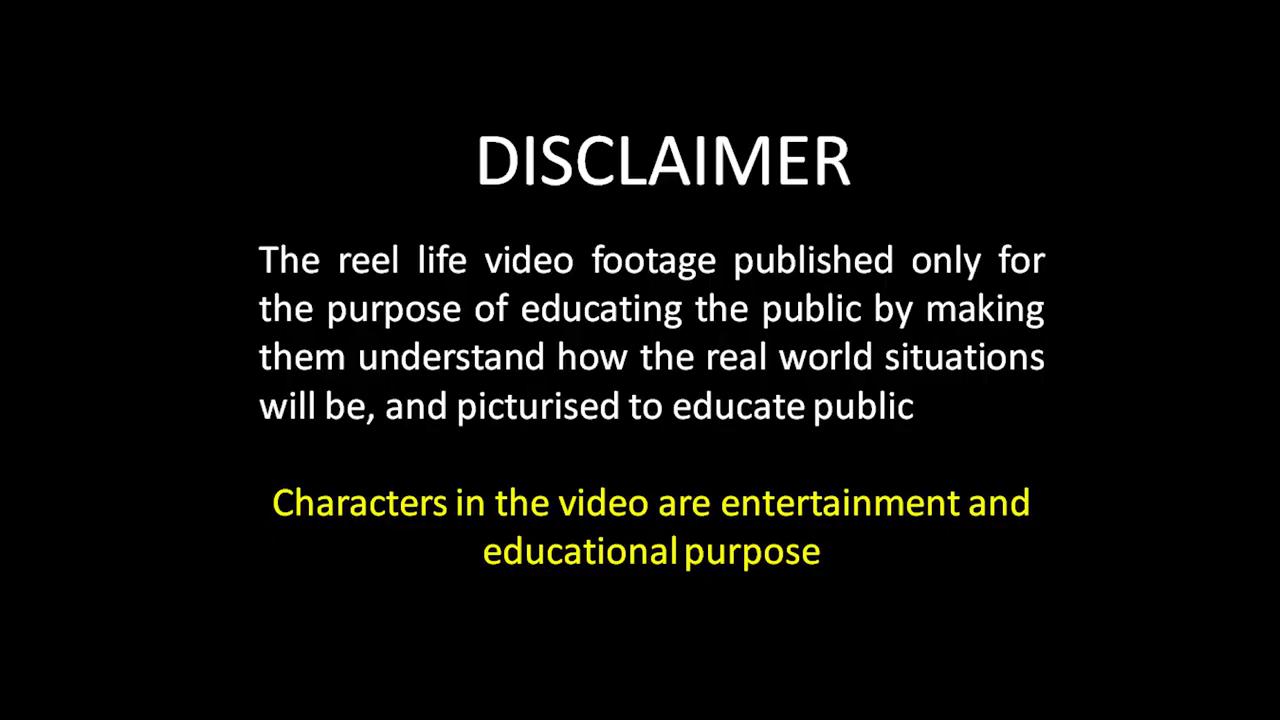 DISCLAIMER
The reel life video footage published only for
the purpose of educating the public by making
them understand how the real world situations
will be, and picturised to educate public
Characters in the video are entertainment and
educational purpose